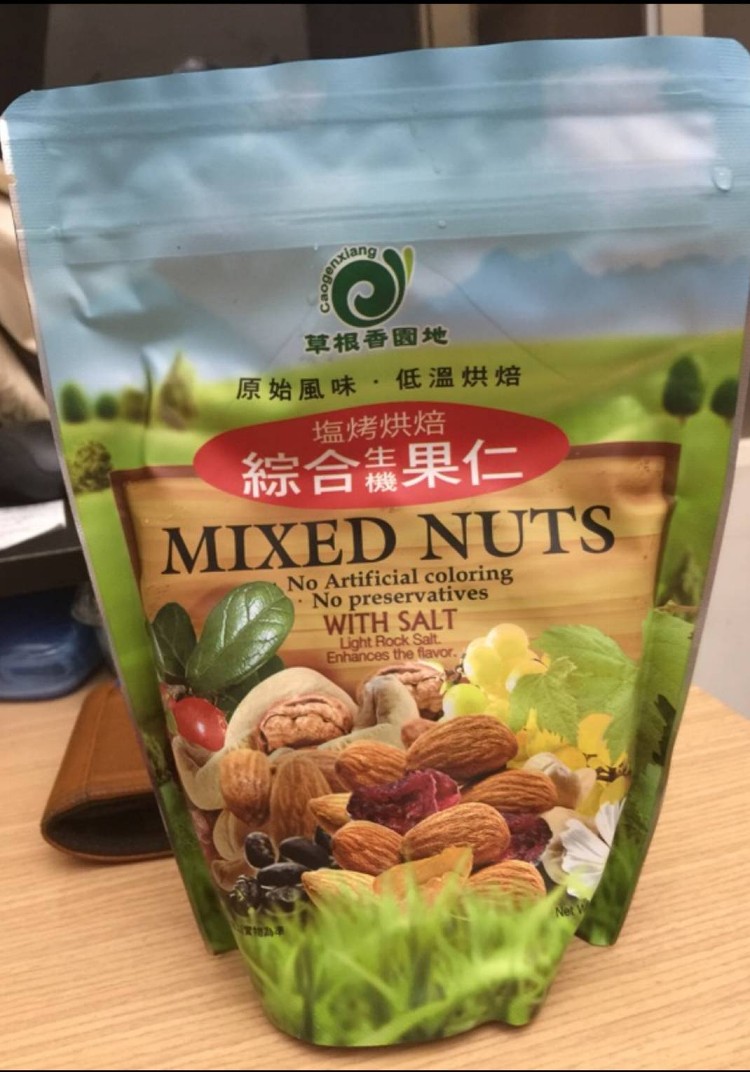 Caogenxiang
草根香園地
原始風味·低溫烘焙
塩烤烘焙
綜合生機果仁
MIXED NUTS
· No Artificial coloring
· No preservatives
WITH SALT
Light Rock Salt.
Enhances the flavor.
Net